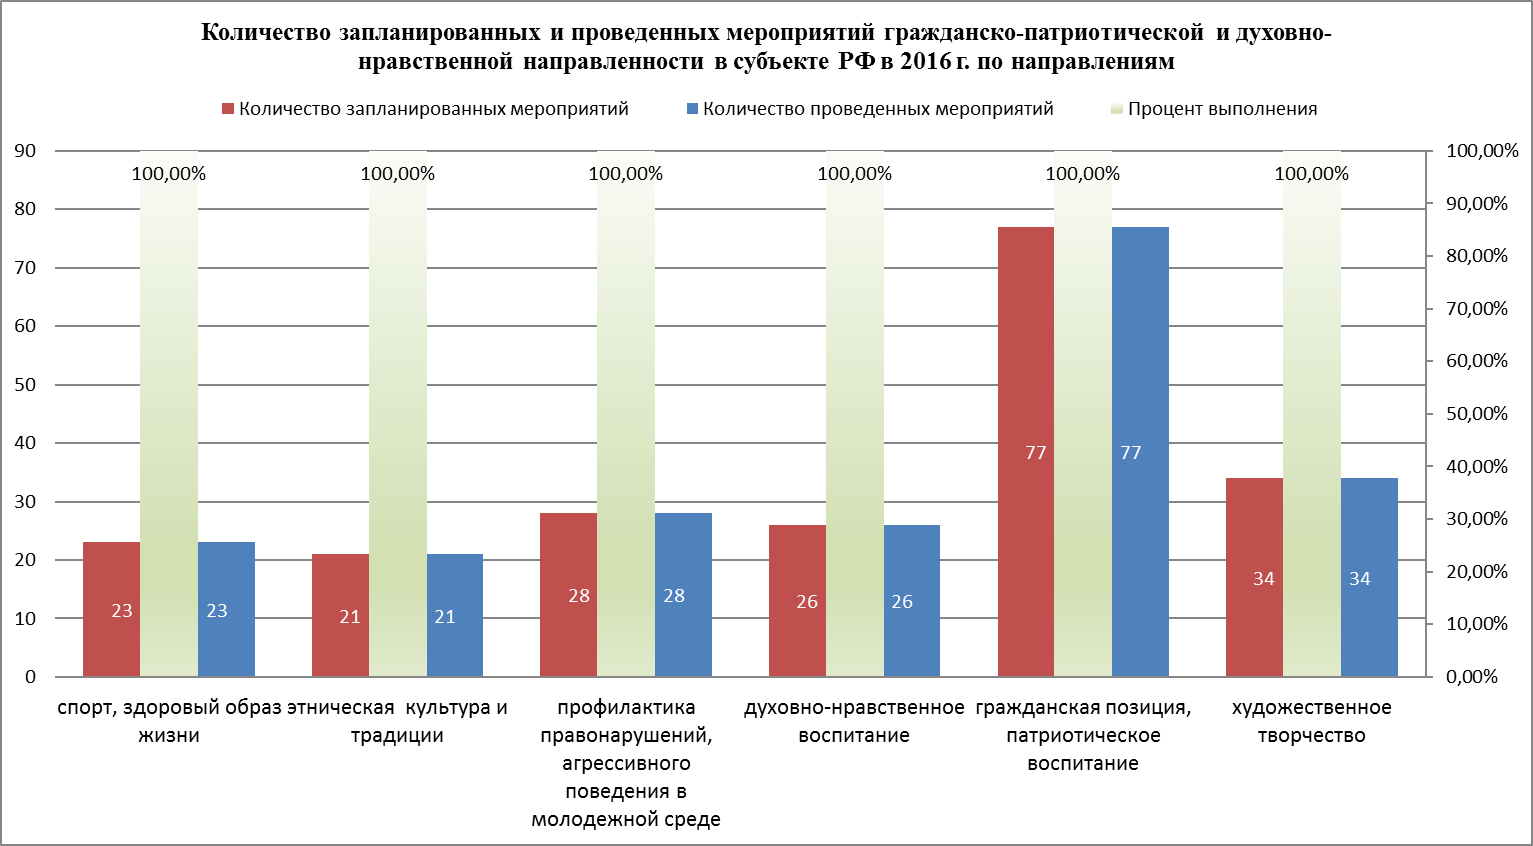 Количество запланированных и проведенных мероприятий гражданско-патриотической и духовно-
нравственной направленности в субъекте РФ в 2016 г. по направлениям
Количество запланированных мероприятий
Количество проведенных мероприятий
Процент выполнения
90
80
70
60
50
40
30
20
10
0
100,00%
90,00%
80,00%
70,00%
60,00%
50,00%
40,00%
30,00%
20,00%
10,00%
0,00%
100,00%
100,00%
100,00%
100,00%
100,00%
100,00%
23
23
21
21
28
28
26
26
77
77
34
34
спорт, здоровый образ
жизни
этническая культура и
традиции
профилактика
правонарушений,
агрессивного
поведения в
молодежной среде
духовно-нравственное
воспитание
гражданская позиция,
патриотическое
воспитание
художественное
творчество